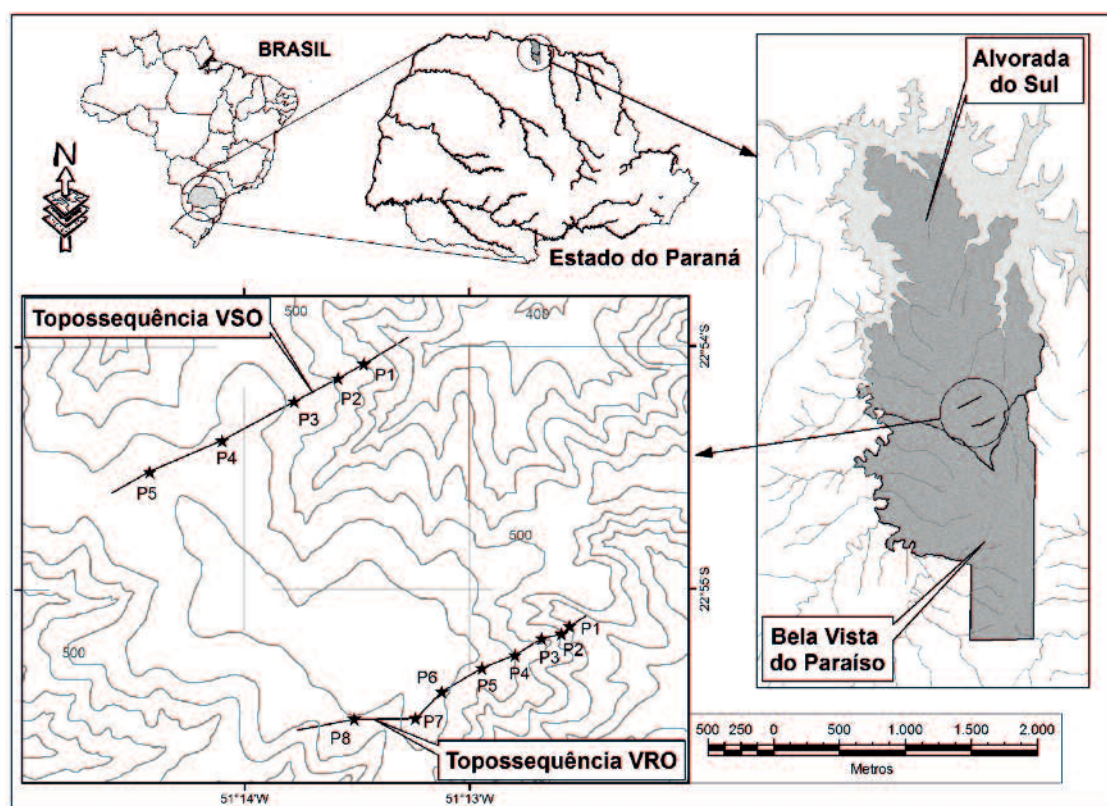 BRASIL
N
Estado do Paraná
Alvorada
do Sul
Bela Vista
do Paraíso
Topossequência VSO
500
400
P1
P2
P3
P4
P5
22°54'S
500
22°55'S
500
P1
P2
P3
P4
P5
P6
P7
P8
Topossequência VRO
51°14'W
51°13'W
500 250 0 500 1.000 1.500 2.000
Metros